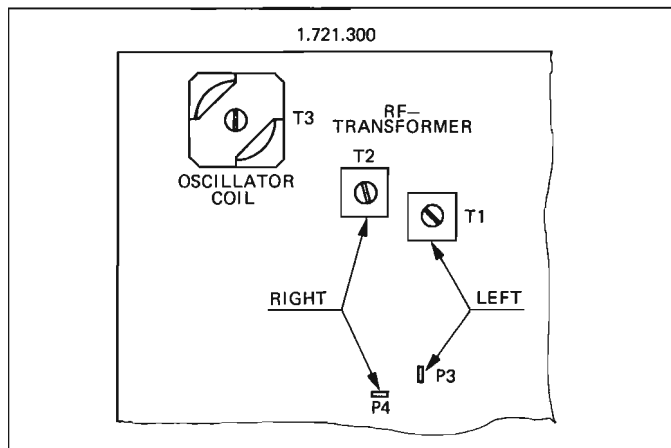 1.721.300
T3
OSCILLATOR
COIL
RF–
TRANSFORMER
T2
T1
RIGHT
LEFT
P3
P4